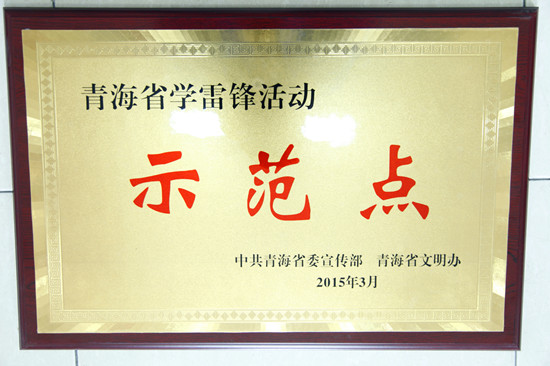 青海省学雷锋活动
示范点
中共青海省委宣传部 青海省文明办
2015年3月